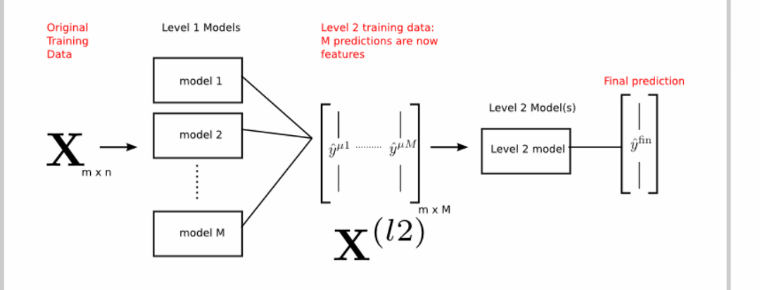 Original
Training
Data
Level 1 Models
Level 2 training data:
M predictions are now
features
Final prediction
model 1
Level 2 Model(s)
model 2
X
m x n
ŷ^μ1 ......... ŷ^μM
Level 2 model
ŷ^fin
model M
m x M
X^(l2)